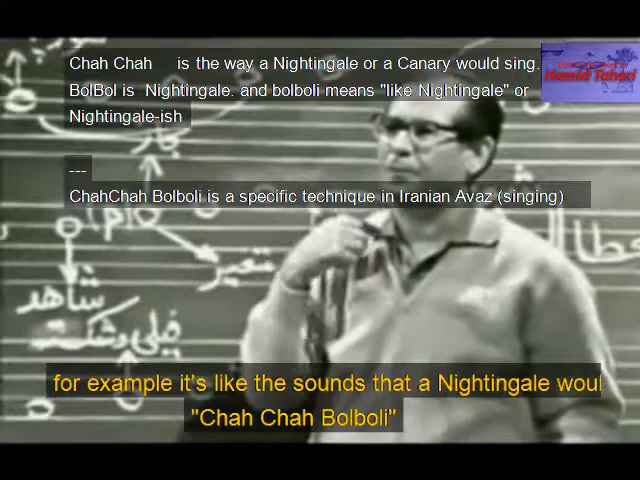 Chah Chah is the way a Nightingale or a Canary would sing.
BolBol is Nightingale. and bolboli means "like Nightingale" or
Nightingale-ish
---
ChahChah Bolboli is a specific technique in Iranian Avaz (singing)
Hamid Taheri
متغیر
شاهد
for example it's like the sounds that a Nightingale woul
"Chah Chah Bolboli"